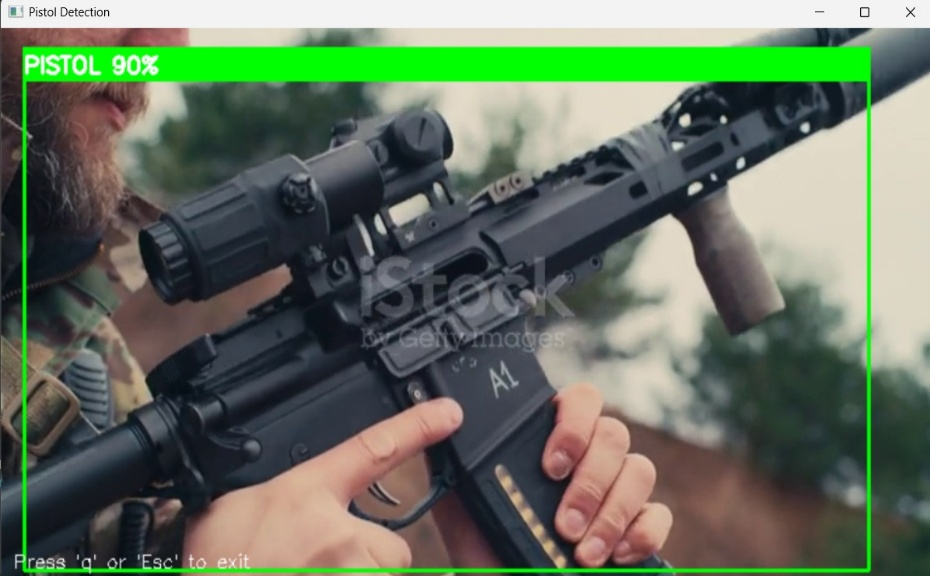 Pistol Detection
PISTOL 90%
iStock
by Getty Images
A1
Press 'q' or 'Esc' to exit